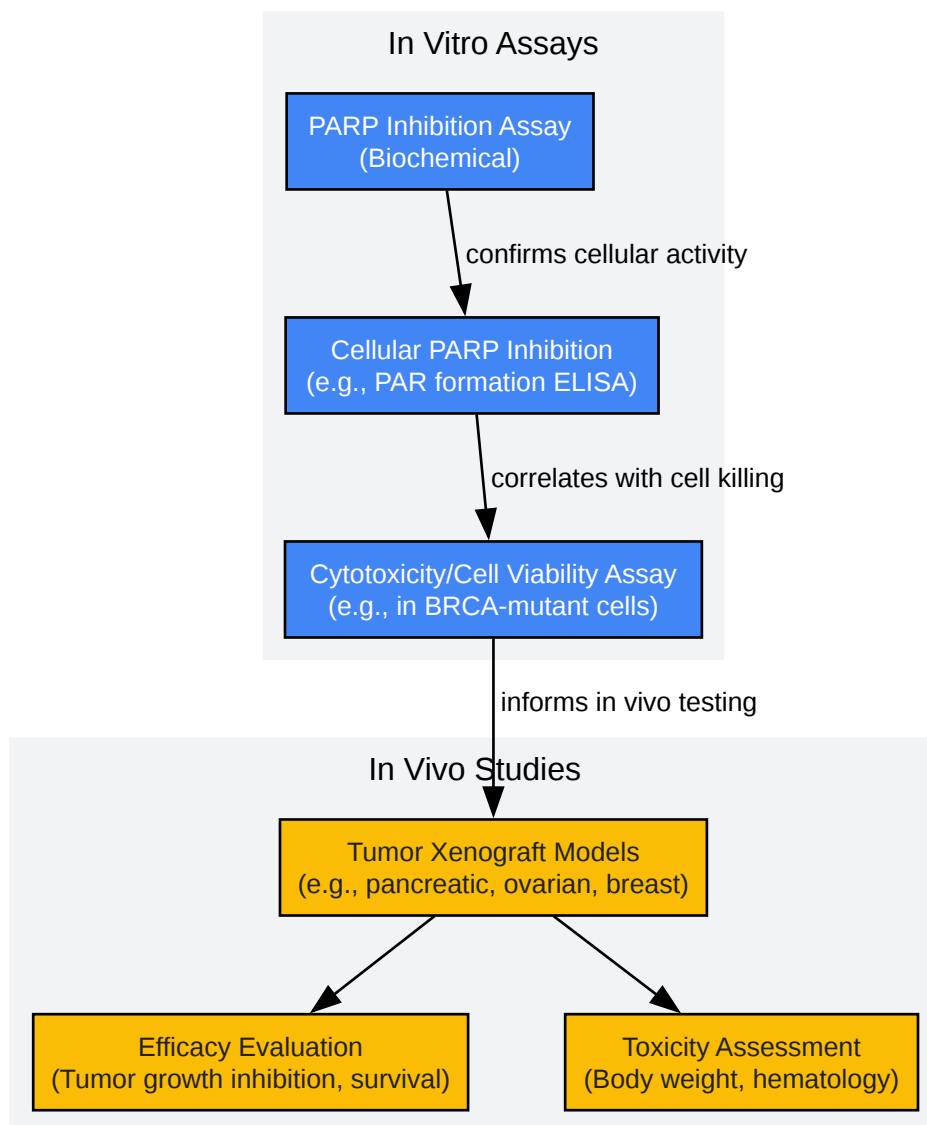 In Vitro Assays
PARP Inhibition Assay
(Biochemical)
confirms cellular activity
Cellular PARP Inhibition
(e.g., PAR formation ELISA)
correlates with cell killing
Cytotoxicity/Cell Viability Assay
(e.g., in BRCA-mutant cells)
informs in vivo testing
In Vivo Studies
Tumor Xenograft Models
(e.g., pancreatic, ovarian, breast)
Efficacy Evaluation
(Tumor growth inhibition, survival)
Toxicity Assessment
(Body weight, hematology)